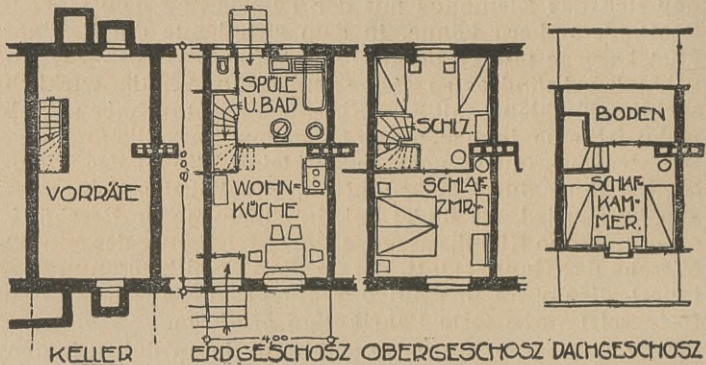 VORRÄTE
KELLER
SPÜLE
U. BAD
8,00
WOHN-
KÜCHE
4,00
ERDGESCHOSZ
SCHLZ.
SCHLAF-
ZMR.
OBERGESCHOSZ
BODEN
SCHLAF-
KAM-
MER.
DACHGESCHOSZ